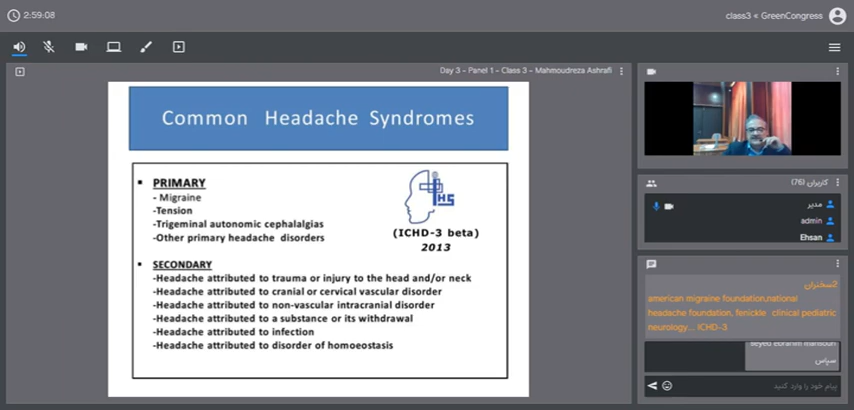 2:59:08
class3 < GreenCongress
Day 3 - Panel 1 - Class 3 - Mahmoudreza Ashrafi
Common Headache Syndromes
PRIMARY
- Migraine
-Tension
-Trigeminal autonomic cephalalgias
-Other primary headache disorders
IHS
(ICHD-3 beta)
2013
SECONDARY
-Headache attributed to trauma or injury to the head and/or neck
-Headache attributed to cranial or cervical vascular disorder
-Headache attributed to non-vascular intracranial disorder
-Headache attributed to a substance or its withdrawal
-Headache attributed to infection
-Headache attributed to disorder of homoeostasis
کاربران (76)
مدیر
admin
Ehsan
سخنران2
american migraine foundation,national
headache foundation, fenickle clinical pediatric
neurology... ICHD-3
سپاس
پیام خود را وارد کنید